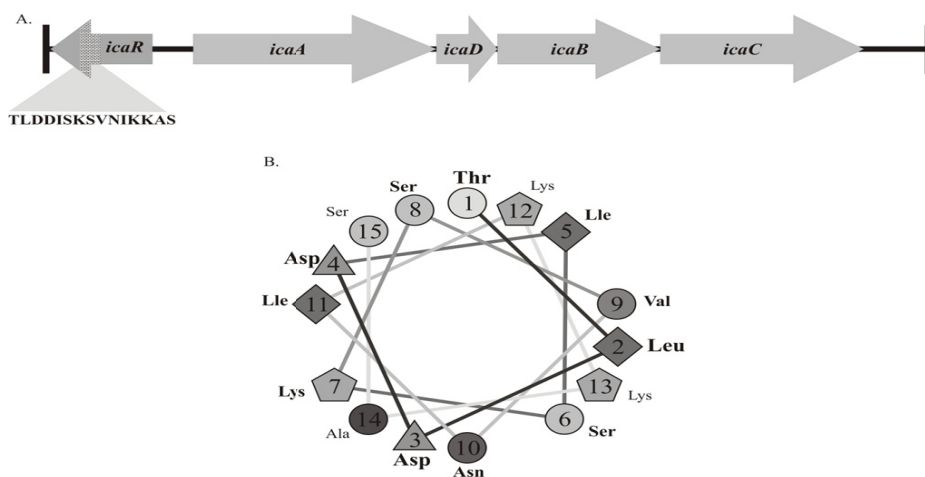 A.
icaR icaA icaD icaB icaC
TLDDISKSVNIKKAS
B.
Thr
Ser Lys
Ser 8 1 12 Lle
15 5
Asp 4
Lle 11 9 Val
2 Leu
Lys 7 13 Lys
Ala 14 6 Ser
3 10
Asp Asn